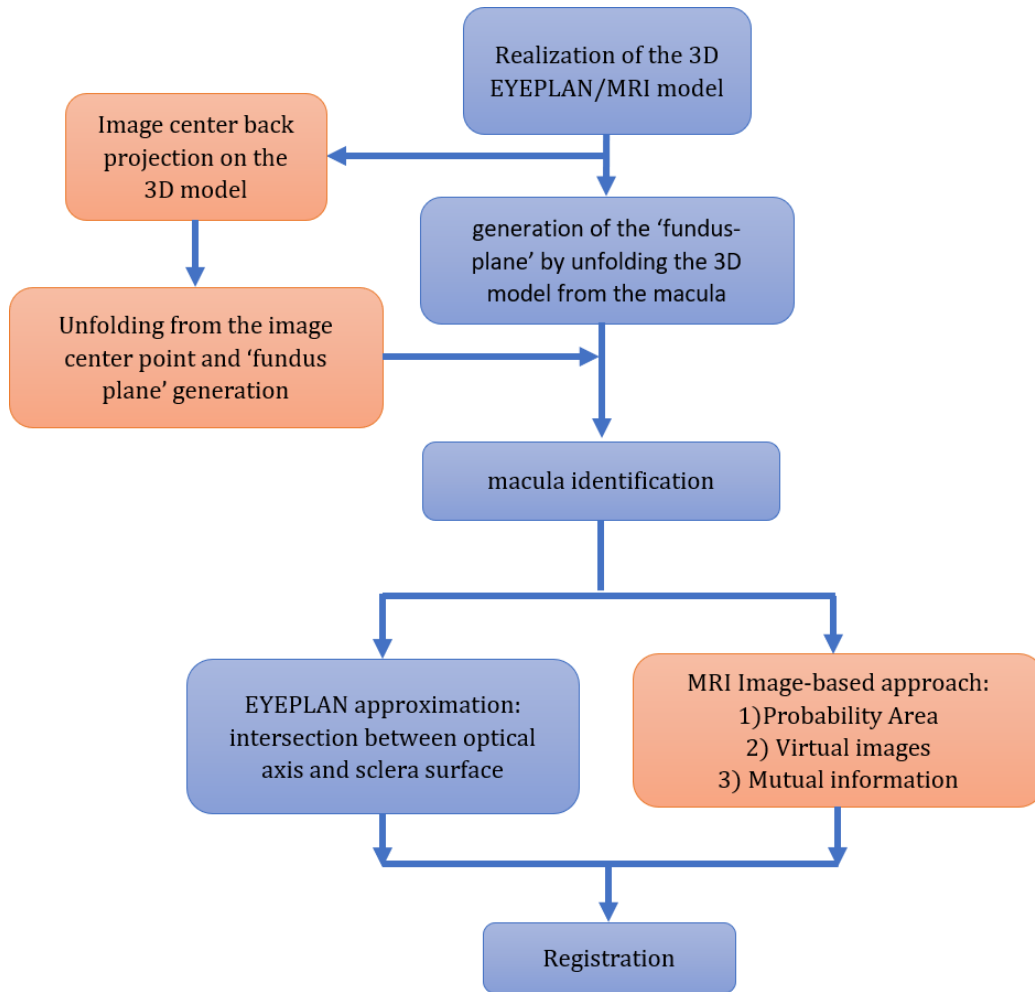 Realization of the 3D
EYEPLAN/MRI model
Image center back
projection on the
3D model
generation of the ‘fundus-
plane’ by unfolding the 3D
model from the macula
Unfolding from the image
center point and ‘fundus
plane’ generation
macula identification
EYEPLAN approximation:
intersection between optical
axis and sclera surface
MRI Image-based approach:
1)Probability Area
2) Virtual images
3) Mutual information
Registration